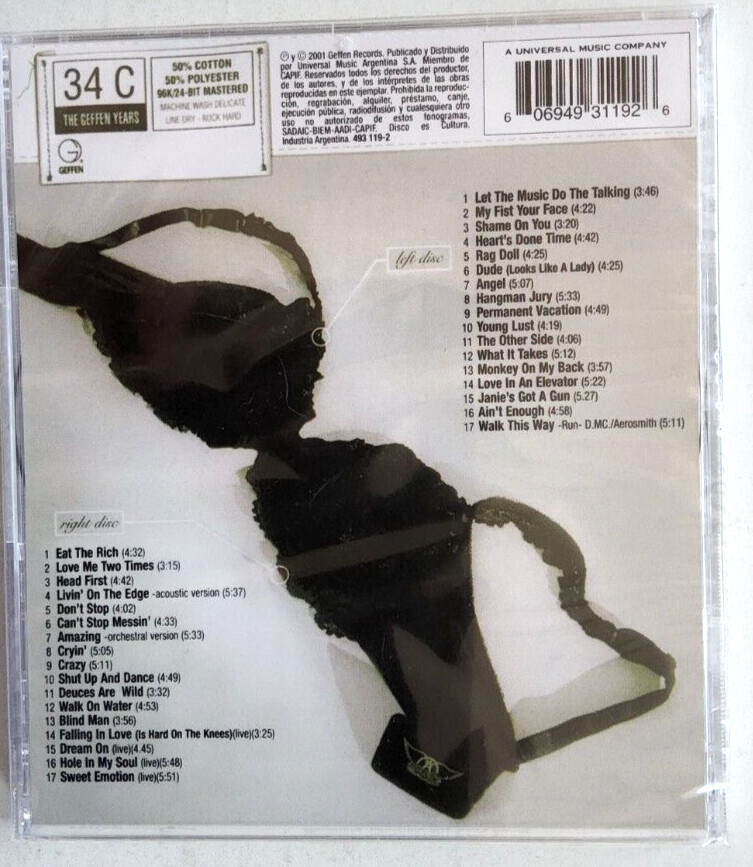 34 C
THE GEFFEN YEARS
50% COTTON
50% POLYESTER
96K/24-BIT MASTERED
MACHINE WASH DELICATE
LINE DRY - ROCK HARD
GEFFEN
℗ y © 2001 Geffen Records. Publicado y Distribuido
por Universal Music Argentina S.A. Miembro de
CAPIF. Reservados todos los derechos del productor,
de los autores, y de los intérpretes de las obras
reproducidas en este ejemplar. Prohibida la reproduc-
ción, regrabación, alquiler, préstamo, canje,
ejecución pública, radiodifusión y cualesquiera otro
uso no autorizado de estos fonogramas,
SADAIC-BIEM-AADI-CAPIF. Disco es Cultura.
Industria Argentina. 493 119-2
A UNIVERSAL MUSIC COMPANY
6 06949 31192 6
left disc
1 Let The Music Do The Talking (3:46)
2 My Fist Your Face (4:22)
3 Shame On You (3:20)
4 Heart's Done Time (4:42)
5 Rag Doll (4:25)
6 Dude (Looks Like A Lady) (4:25)
7 Angel (5:07)
8 Hangman Jury (5:33)
9 Permanent Vacation (4:49)
10 Young Lust (4:19)
11 The Other Side (4:06)
12 What It Takes (5:12)
13 Monkey On My Back (3:57)
14 Love In An Elevator (5:22)
15 Janie's Got A Gun (5.27)
16 Ain't Enough (4:58)
17 Walk This Way -Run- D.MC./Aerosmith (5:11)
right disc
1 Eat The Rich (4:32)
2 Love Me Two Times (3:15)
3 Head First (4:42)
4 Livin' On The Edge -acoustic version (5:37)
5 Don't Stop (4:02)
6 Can't Stop Messin' (4:33)
7 Amazing -orchestral version (5:33)
8 Cryin' (5:05)
9 Crazy (5:11)
10 Shut Up And Dance (4:49)
11 Deuces Are Wild (3:32)
12 Walk On Water (4:53)
13 Blind Man (3:56)
14 Falling In Love (Is Hard On The Knees)(live)(3:25)
15 Dream On (live)(4.45)
16 Hole In My Soul (live)(5:48)
17 Sweet Emotion (live)(5:51)